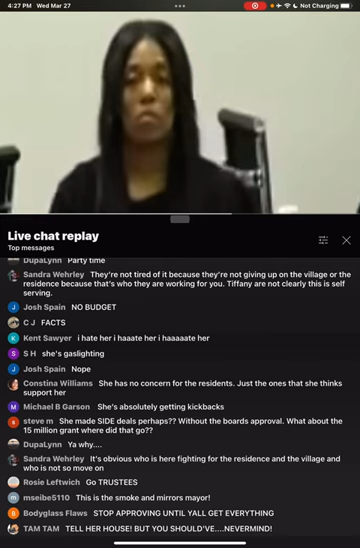 4:27 PM Wed Mar 27
Not Charging
Live chat replay
Top messages
DupaLynn Party time
Sandra Wehrley They're not tired of it because they're not giving up on the village or the
residence because that's who they are working for you. Tiffany are not clearly this is self
serving.
J Josh Spain NO BUDGET
C J FACTS
K Kent Sawyer i hate her i haaate her i haaaaate her
S S H she's gaslighting
J Josh Spain Nope
Constina Williams She has no concern for the residents. Just the ones that she thinks
support her
M Michael B Garson She's absolutely getting kickbacks
s steve m She made SIDE deals perhaps?? Without the boards approval. What about the
15 million grant where did that go??
DupaLynn Ya why....
Sandra Wehrley It's obvious who is here fighting for the residence and the village and
who is not so move on
Rosie Leftwich Go TRUSTEES
m mseibe5110 This is the smoke and mirrors mayor!
Bodyglass Flaws STOP APPROVING UNTIL YALL GET EVERYTHING
TAM TAM TELL HER HOUSE! BUT YOU SHOULD'VE....NEVERMIND!